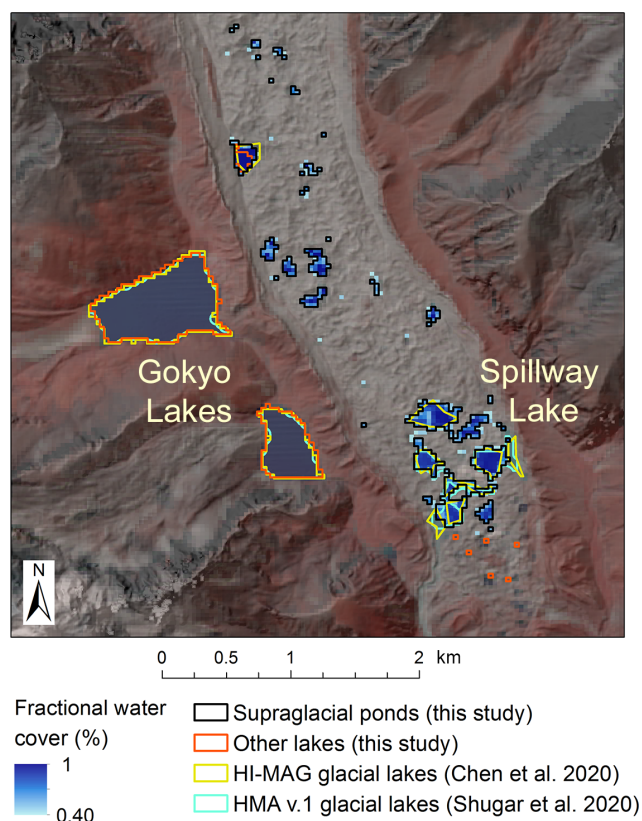 Gokyo
Lakes
Spillway
Lake
N
0 0.5 1 2 km
Fractional water
cover (%)
1
0.40
Supraglacial ponds (this study)
Other lakes (this study)
HI-MAG glacial lakes (Chen et al. 2020)
HMA v.1 glacial lakes (Shugar et al. 2020)